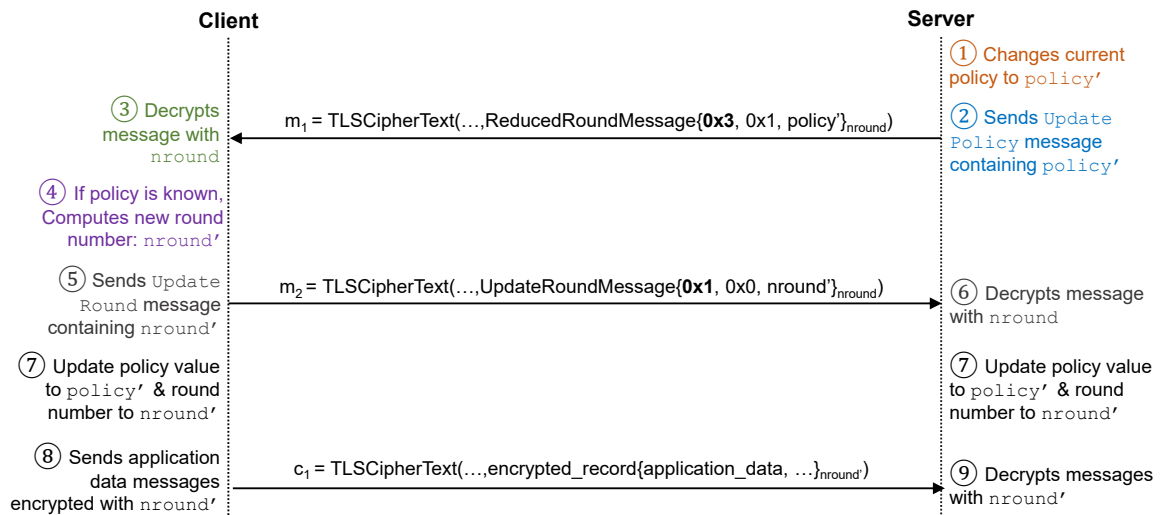 Client
Server
① Changes current
policy to policy’
③ Decrypts
message with
nround
m1 = TLSCipherText(…,ReducedRoundMessage{0x3, 0x1, policy’}nround)
② Sends Update
Policy message
containing policy’
④ If policy is known,
Computes new round
number: nround’
⑤ Sends Update
Round message
containing nround’
m2 = TLSCipherText(…,UpdateRoundMessage{0x1, 0x0, nround’}nround)
⑥ Decrypts message
with nround
⑦ Update policy value
to policy’ & round
number to nround’
⑦ Update policy value
to policy’ & round
number to nround’
⑧ Sends application
data messages
encrypted with nround’
c1 = TLSCipherText(…,encrypted_record{application_data, …}nround’)
⑨ Decrypts messages
with nround’